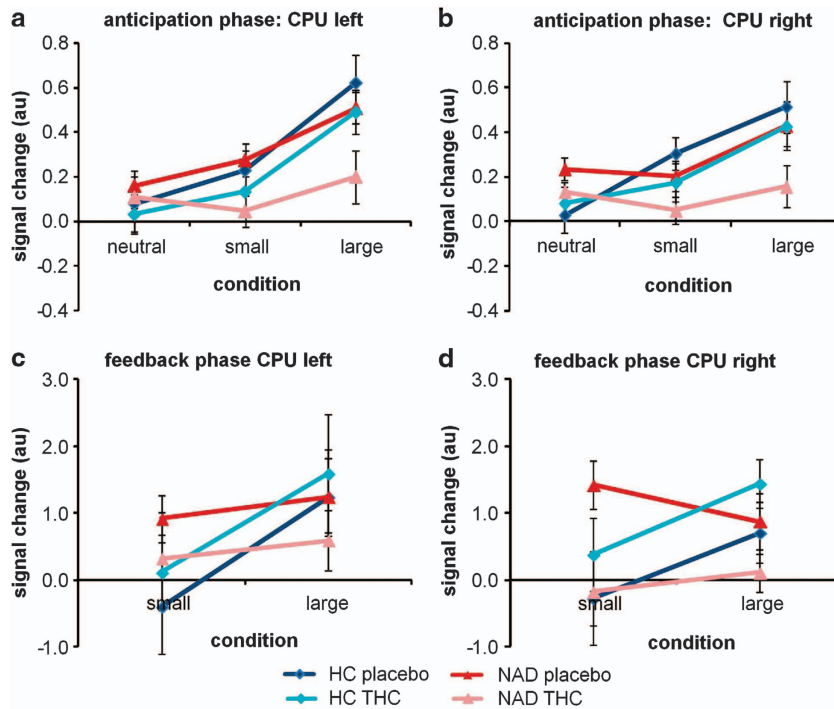 a anticipation phase: CPU left
signal change (au)
0.8
0.6
0.4
0.2
0.0
-0.2
-0.4
neutral small large
condition
b anticipation phase: CPU right
signal change (au)
0.8
0.6
0.4
0.2
0.0
-0.2
-0.4
neutral small large
condition
c feedback phase CPU left
signal change (au)
3.0
2.0
1.0
0.0
-1.0
small large
condition
d feedback phase CPU right
signal change (au)
3.0
2.0
1.0
0.0
-1.0
small large
condition
HC placebo NAD placebo
HC THC NAD THC